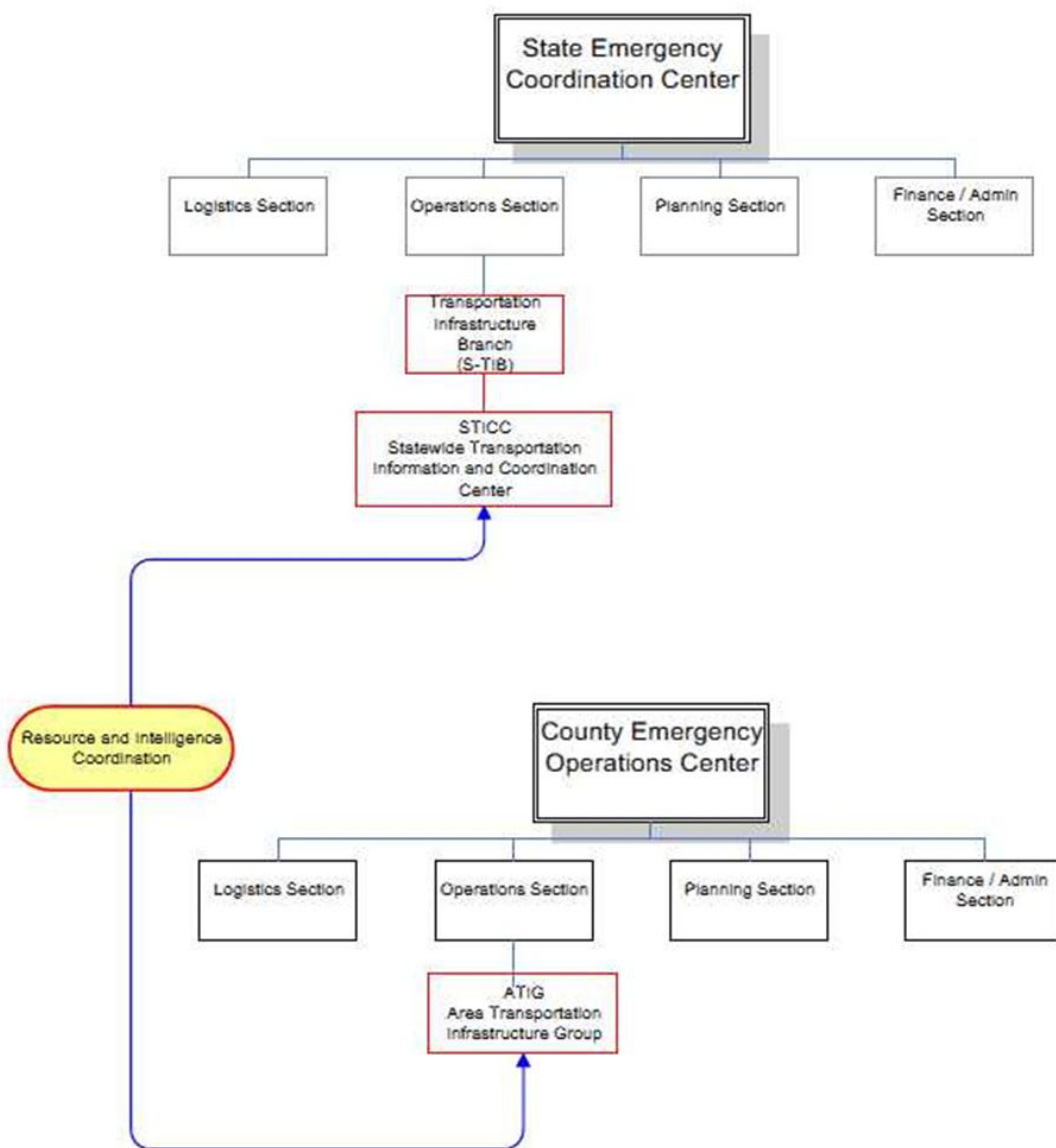 State Emergency
Coordination Center
Logistics Section
Operations Section
Planning Section
Finance / Admin
Section
Transportation
Infrastructure
Branch
(S-TIB)
STICC
Statewide Transportation
Information and Coordination
Center
Resource and Intelligence
Coordination
County Emergency
Operations Center
Logistics Section
Operations Section
Planning Section
Finance / Admin
Section
ATIG
Area Transportation
Infrastructure Group